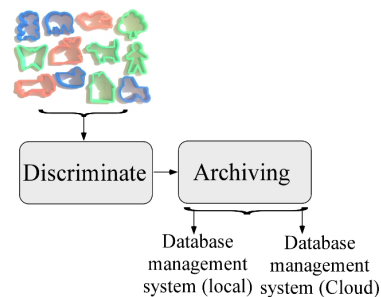 Discriminate
Archiving
Database
management
system (local)
Database
management
system (Cloud)